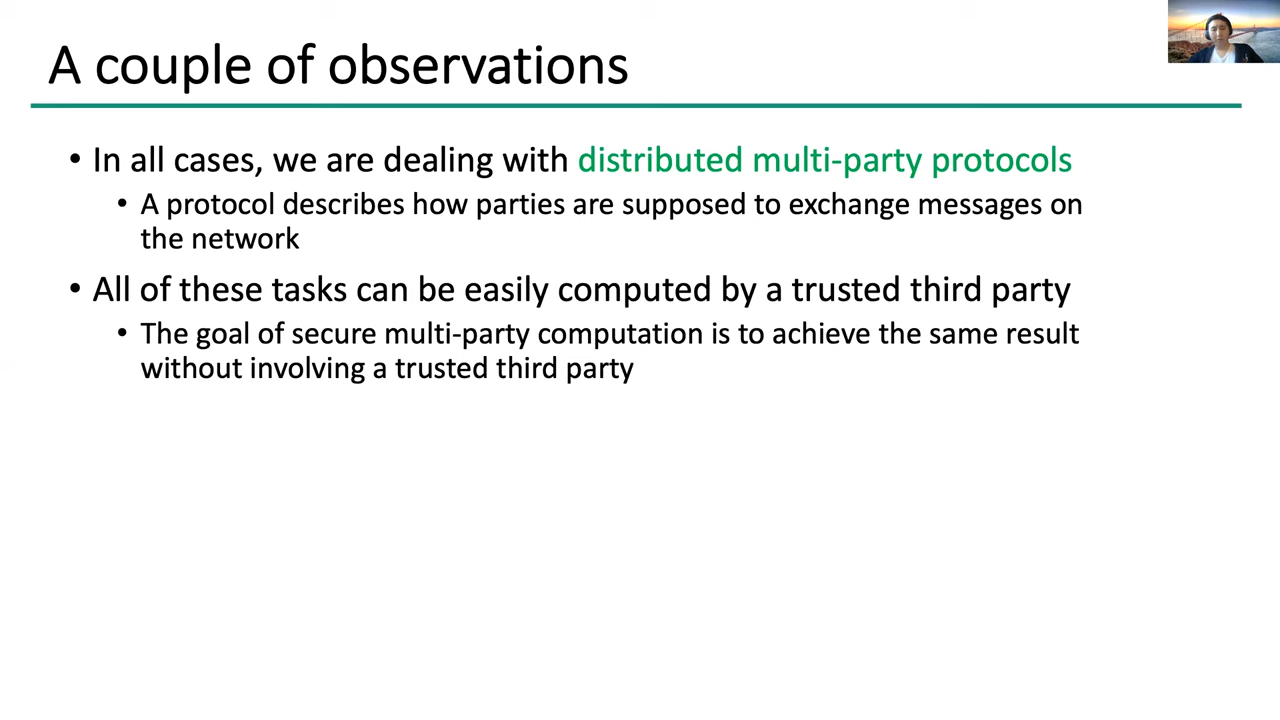 A couple of observations
• In all cases, we are dealing with distributed multi-party protocols
• A protocol describes how parties are supposed to exchange messages on
the network
• All of these tasks can be easily computed by a trusted third party
• The goal of secure multi-party computation is to achieve the same result
without involving a trusted third party